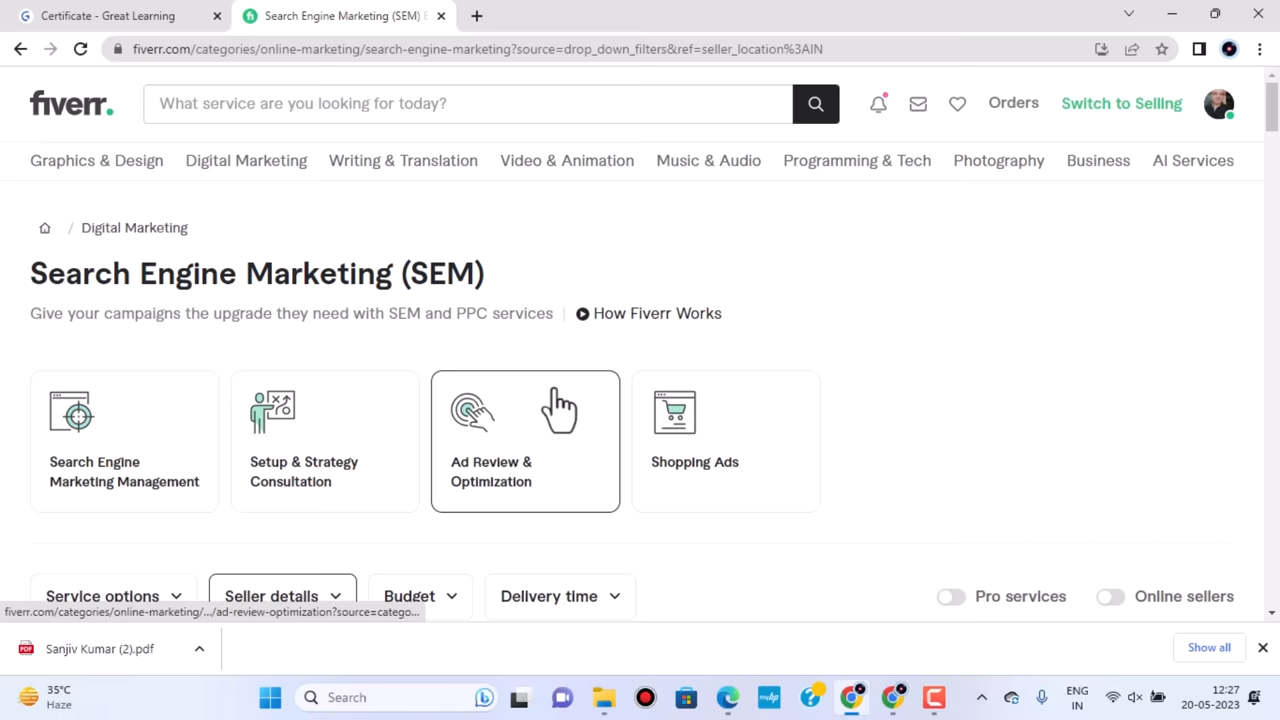 Certificate - Great Learning
Search Engine Marketing (SEM)
fiverr.com/categories/online-marketing/search-engine-marketing?source=drop_down_filters&ref=seller_location%3AIN
fiverr.
What service are you looking for today?
Orders
Switch to Selling
Graphics & Design
Digital Marketing
Writing & Translation
Video & Animation
Music & Audio
Programming & Tech
Photography
Business
AI Services
/ Digital Marketing
Search Engine Marketing (SEM)
Give your campaigns the upgrade they need with SEM and PPC services
How Fiverr Works
Search Engine
Marketing Management
Setup & Strategy
Consultation
Ad Review &
Optimization
Shopping Ads
Service options
Seller details
Budget
Delivery time
Pro services
Online sellers
fiverr.com/categories/online-marketing/.../ad-review-optimization?source=catego...
PDF
Sanjiv Kumar (2).pdf
Show all
35°C
Haze
Search
myhp
ENG
IN
12:27
20-05-2023